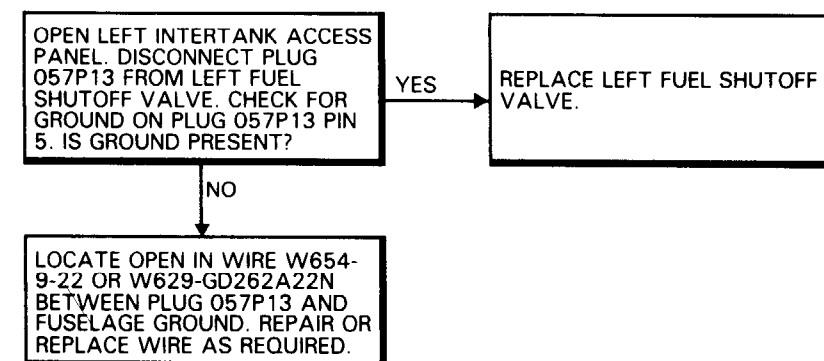 OPEN LEFT INTERTANK ACCESS
PANEL. DISCONNECT PLUG
057P13 FROM LEFT FUEL
SHUTOFF VALVE. CHECK FOR
GROUND ON PLUG 057P13 PIN
5. IS GROUND PRESENT?
YES
REPLACE LEFT FUEL SHUTOFF
VALVE.
NO
LOCATE OPEN IN WIRE W654-
9-22 OR W629-GD262A22N
BETWEEN PLUG 057P13 AND
FUSELAGE GROUND. REPAIR OR
REPLACE WIRE AS REQUIRED.